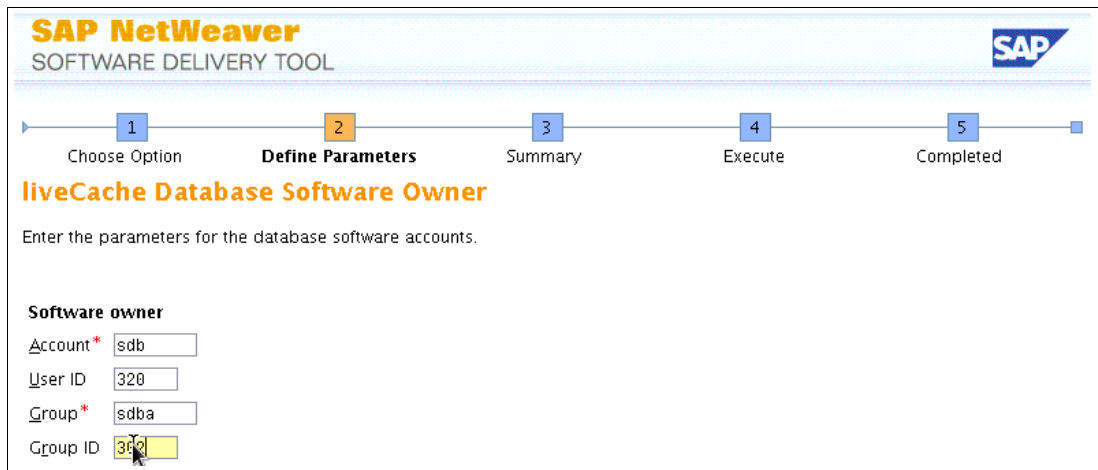 SAP NetWeaver
SOFTWARE DELIVERY TOOL
SAP
1 2 3 4 5
Choose Option Define Parameters Summary Execute Completed
liveCache Database Software Owner
Enter the parameters for the database software accounts.
Software owner
Account* sdb
User ID 320
Group* sdba
Group ID